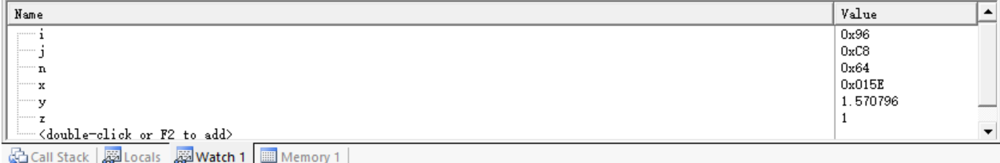 Name Value
i 0x96
j 0xC8
n 0x64
x 0x015E
y 1.570796
z 1
<double-click or F2 to add>
Call Stack Locals Watch 1 Memory 1